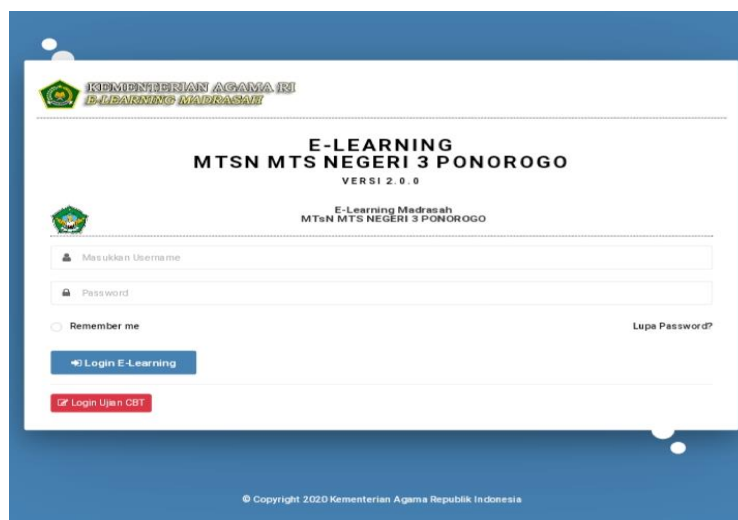 KEMENTERIAN AGAMA RI
E-LEARNING MADRASAH
E-LEARNING
MTSN MTS NEGERI 3 PONOROGO
VERSI 2.0.0
E-Learning Madrasah
MTsN MTS NEGERI 3 PONOROGO
Masukkan Username
Password
Remember me
Lupa Password?
Login E-Learning
Login Ujian CBT
© Copyright 2020 Kementerian Agama Republik Indonesia